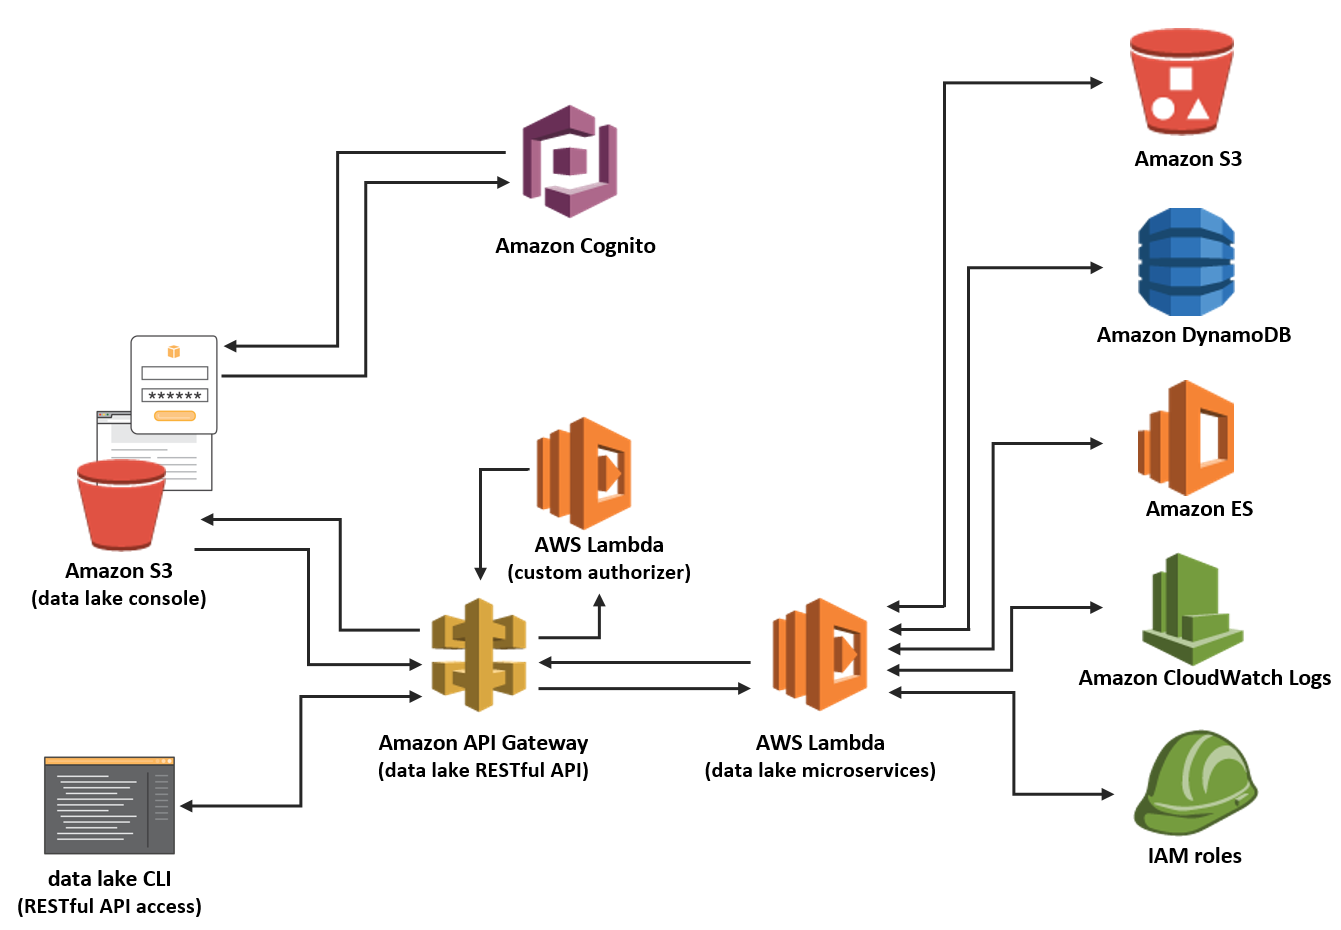 Amazon S3
Amazon Cognito
Amazon DynamoDB
******
Amazon ES
AWS Lambda
(custom authorizer)
Amazon S3
(data lake console)
Amazon CloudWatch Logs
Amazon API Gateway
(data lake RESTful API)
AWS Lambda
(data lake microservices)
IAM roles
data lake CLI
(RESTful API access)